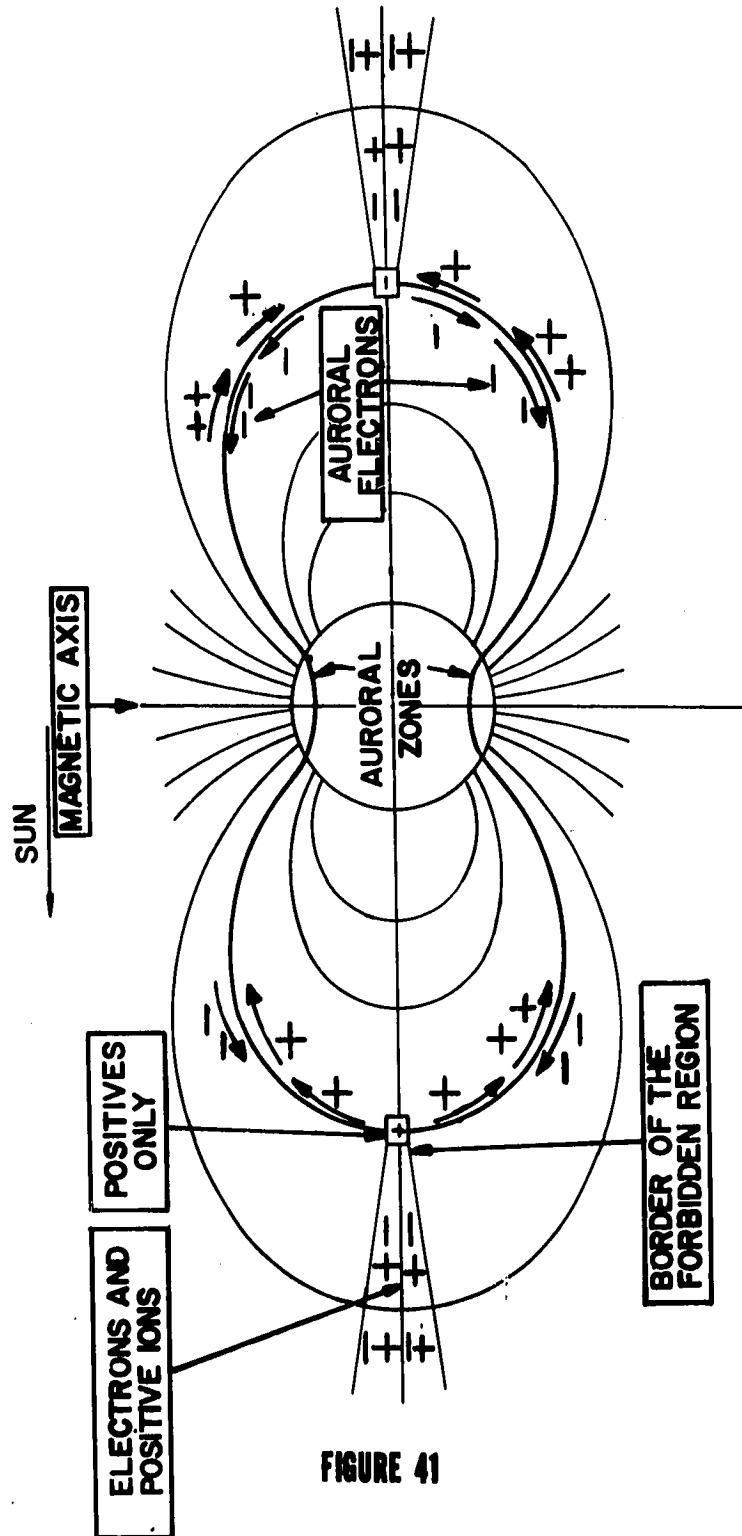 SUN
MAGNETIC AXIS
ELECTRONS AND
POSITIVE IONS
POSITIVES
ONLY
AURORAL
ELECTRONS
AURORAL
ZONES
BORDER OF THE
FORBIDDEN REGION
FIGURE 41